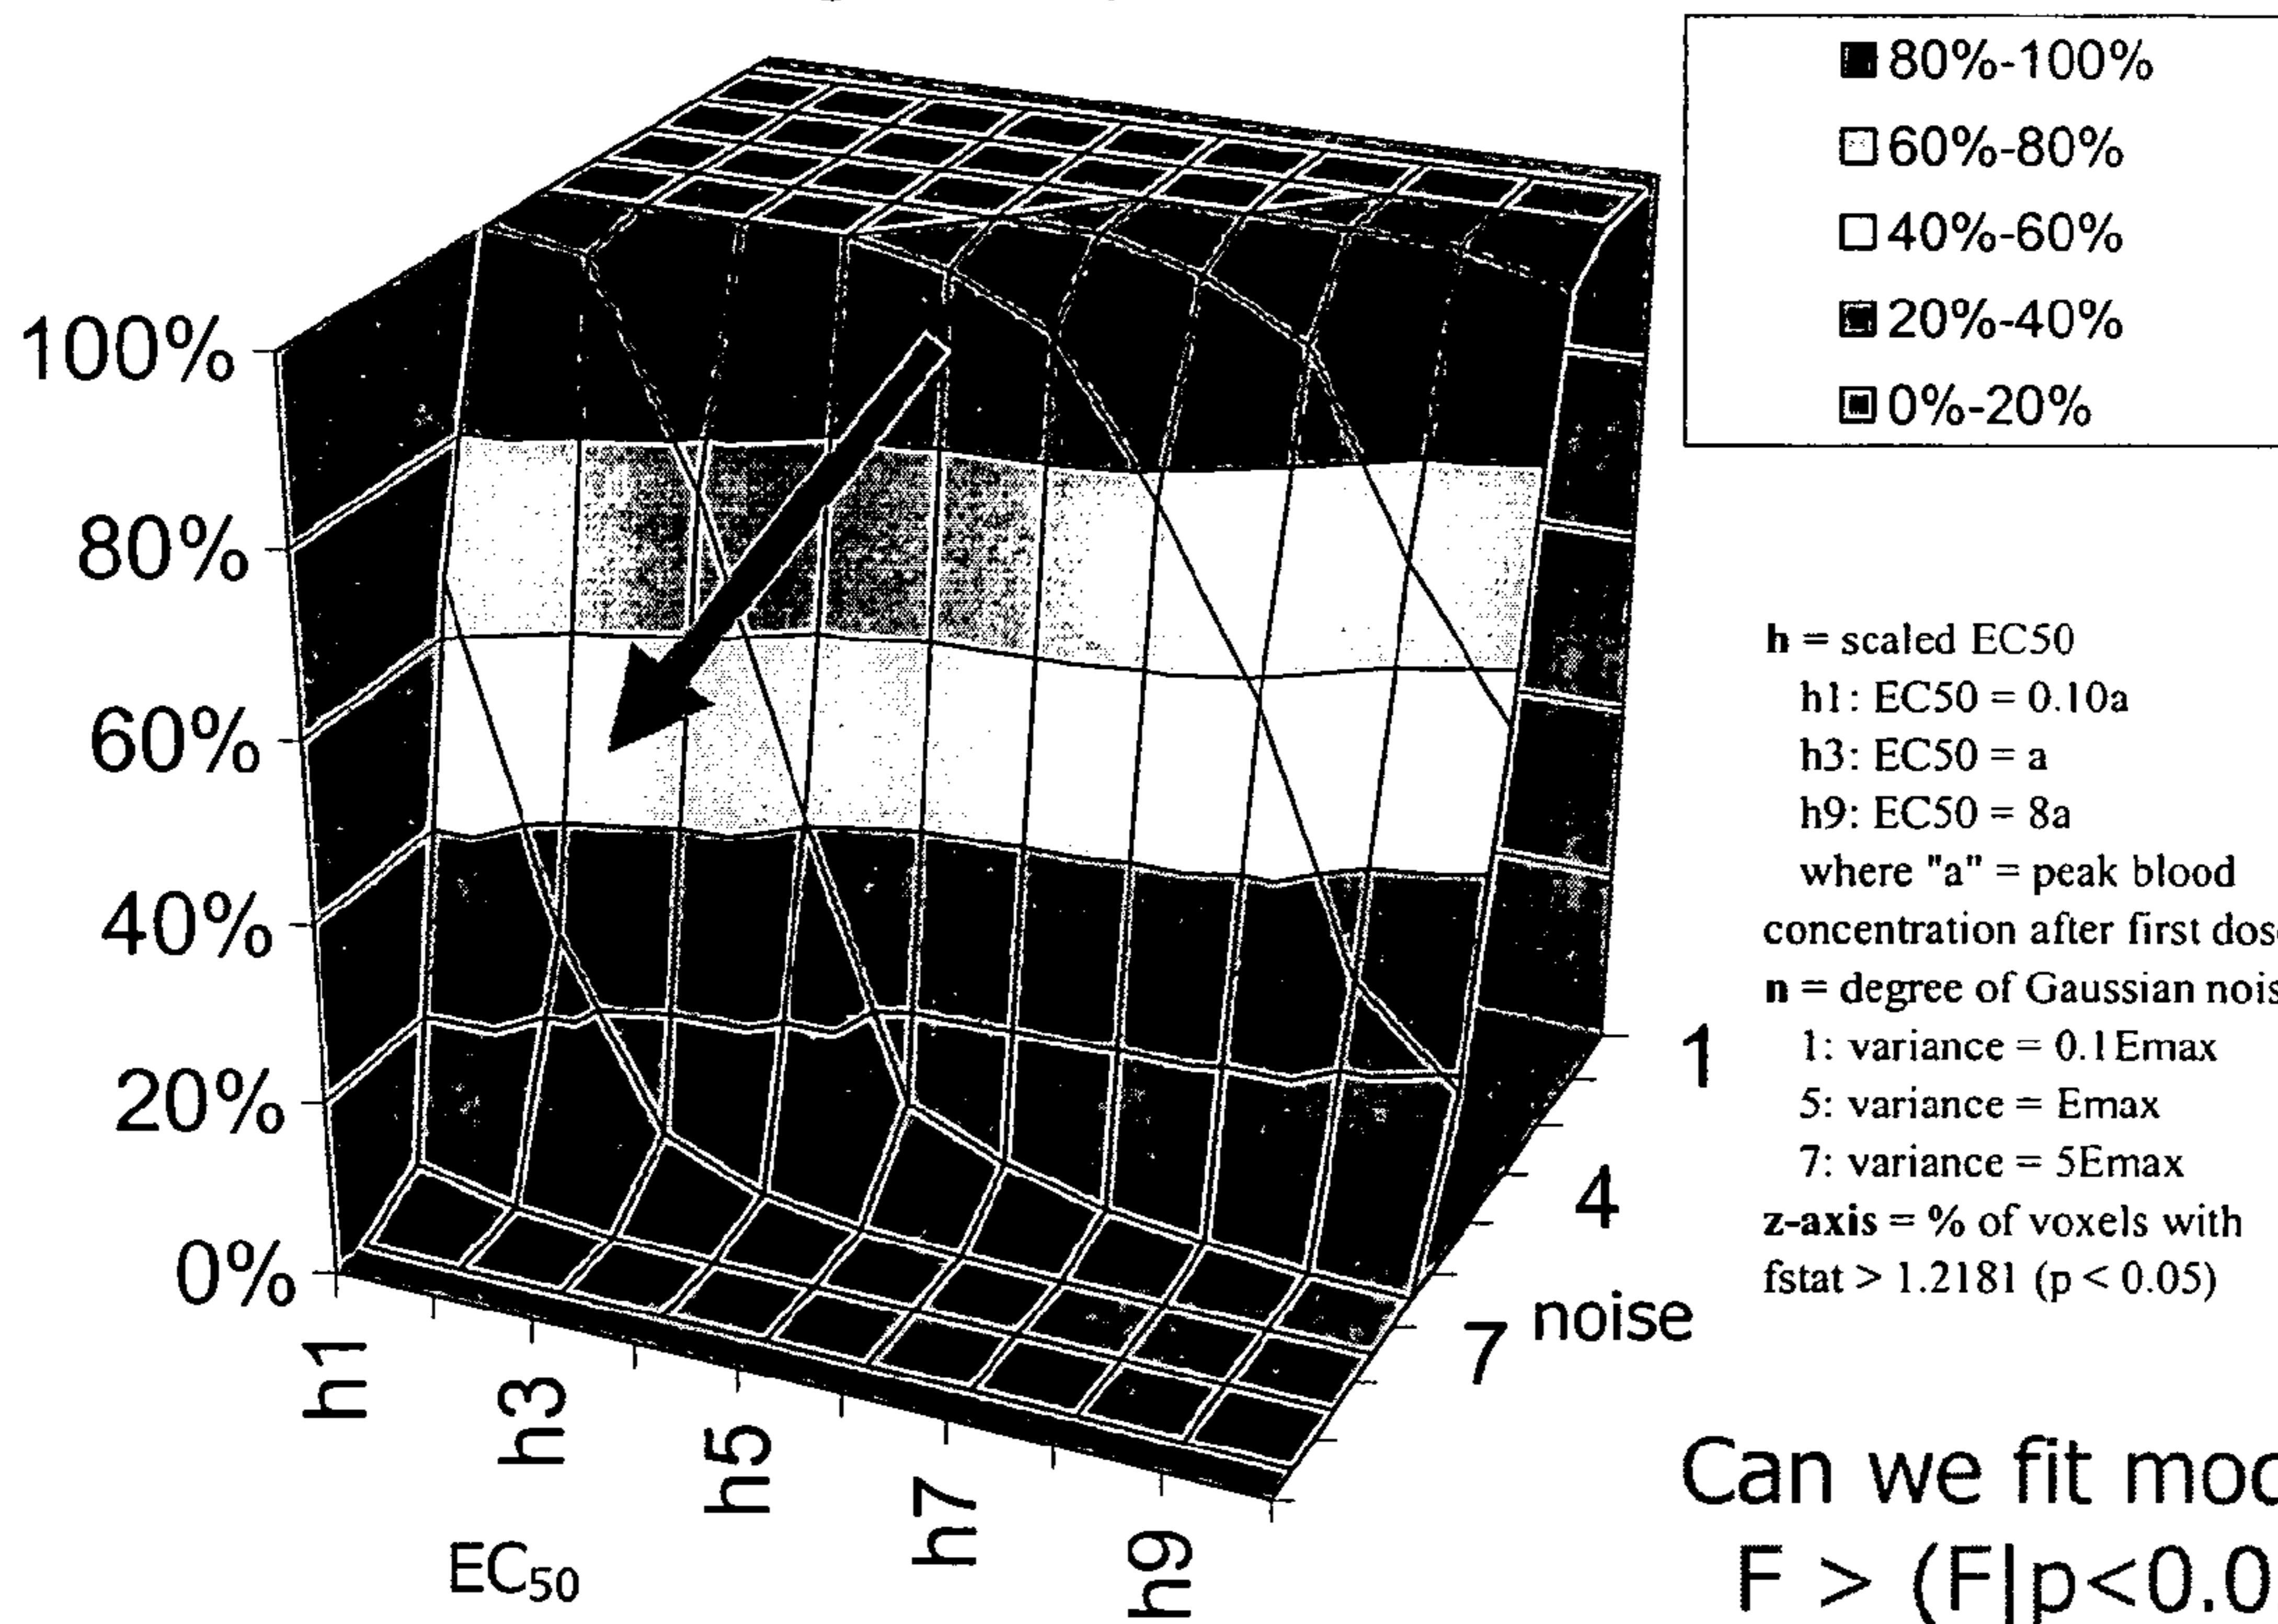 80%-100%
60%-80%
40%-60%
20%-40%
0%-20%
100%
80%
60%
40%
20%
0%
h1
h3
h5
h7
h9
EC50
1
4
7
noise
h = scaled EC50
h1: EC50 = 0.10a
h3: EC50 = a
h9: EC50 = 8a
where "a" = peak blood
concentration after first
n = degree of Gaussian
1: variance = 0.1Emax
5: variance = Emax
7: variance = 5Emax
z-axis = % of voxels with
fstat > 1.2181 (p < 0.05)
Can we fit
F > (F|p<0.0